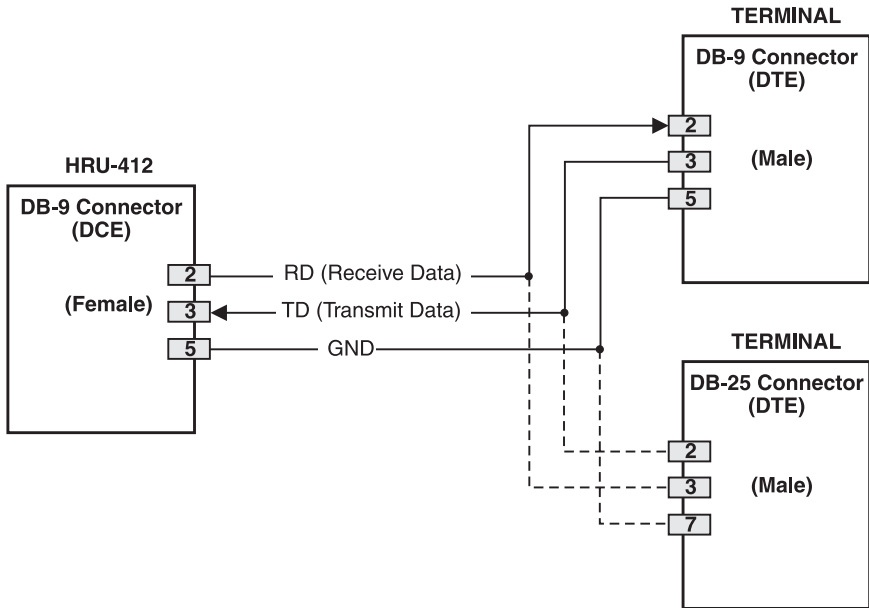 TERMINAL
DB-9 Connector
(DTE)
2
3
(Male)
5
HRU-412
DB-9 Connector
(DCE)
2
RD (Receive Data)
(Female)
3
TD (Transmit Data)
5
GND
TERMINAL
DB-25 Connector
(DTE)
2
3
(Male)
7